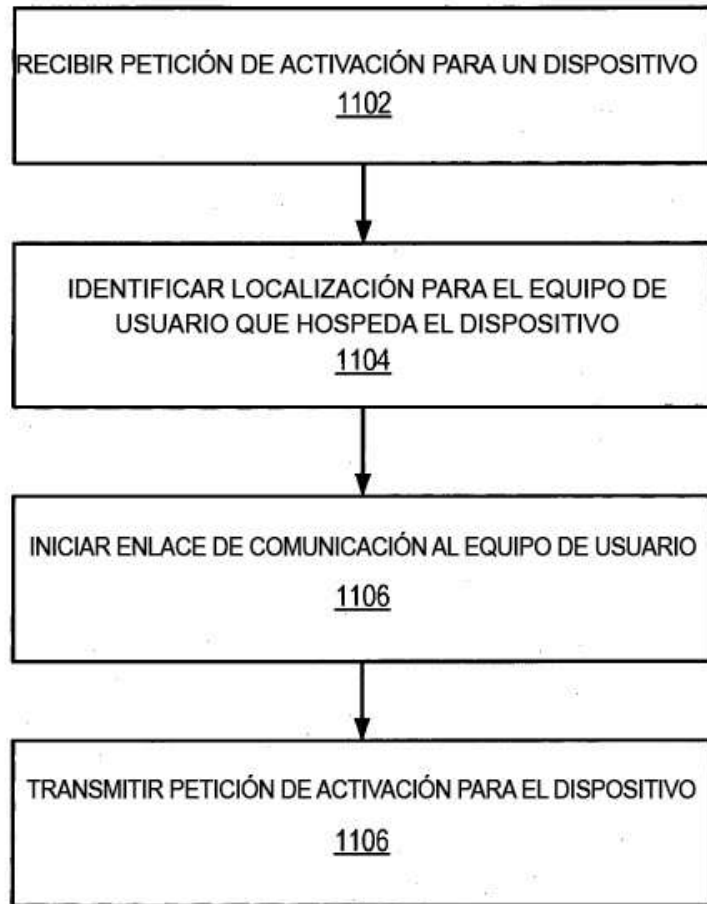 RECIBIR PETICIÓN DE ACTIVACIÓN PARA UN DISPOSITIVO
1102
IDENTIFICAR LOCALIZACIÓN PARA EL EQUIPO DE
USUARIO QUE HOSPEDA EL DISPOSITIVO
1104
INICIAR ENLACE DE COMUNICACIÓN AL EQUIPO DE USUARIO
1106
TRANSMITIR PETICIÓN DE ACTIVACIÓN PARA EL DISPOSITIVO
1106